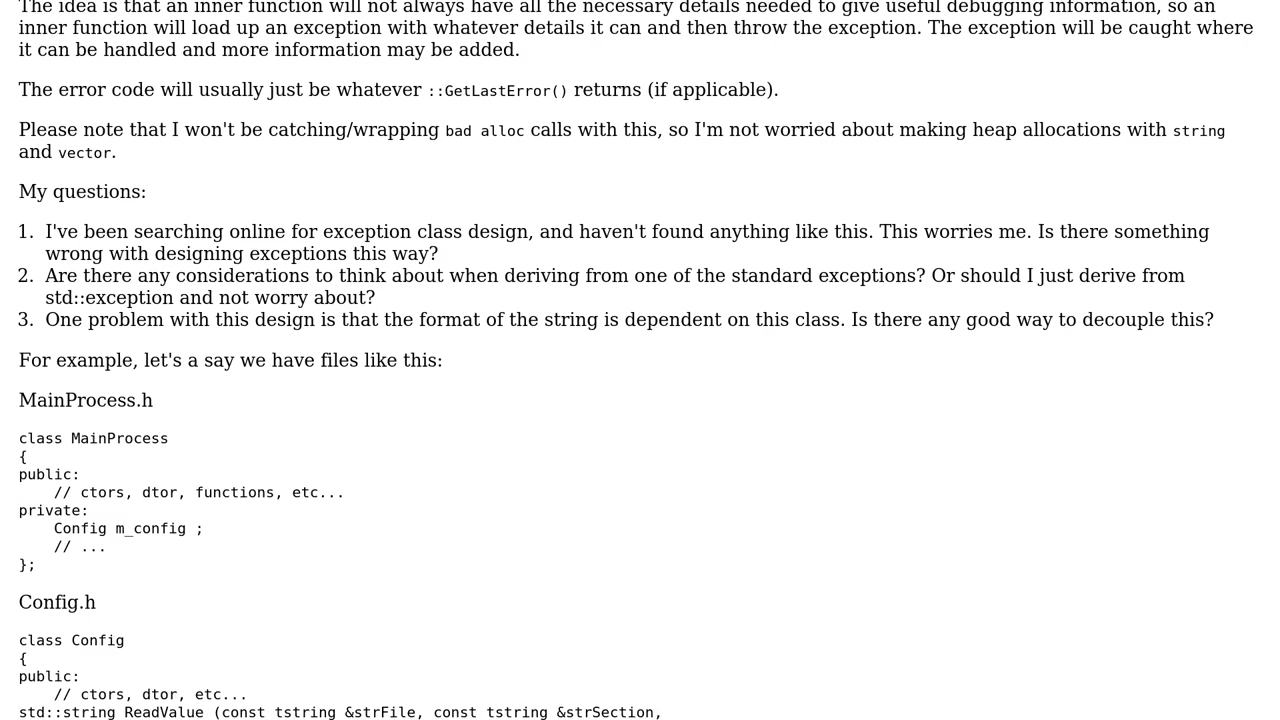 The idea is that an inner function will not always have all the necessary details needed to give useful debugging information, so an
inner function will load up an exception with whatever details it can and then throw the exception. The exception will be caught where
it can be handled and more information may be added.
The error code will usually just be whatever ::GetLastError() returns (if applicable).
Please note that I won't be catching/wrapping bad alloc calls with this, so I'm not worried about making heap allocations with string
and vector.
My questions:
1. I've been searching online for exception class design, and haven't found anything like this. This worries me. Is there something
wrong with designing exceptions this way?
2. Are there any considerations to think about when deriving from one of the standard exceptions? Or should I just derive from
std::exception and not worry about?
3. One problem with this design is that the format of the string is dependent on this class. Is there any good way to decouple this?
For example, let's a say we have files like this:
MainProcess.h
class MainProcess
{
public:
    // ctors, dtor, functions, etc...
private:
    Config m_config ;
    // ...
};
Config.h
class Config
{
public:
    // ctors, dtor, etc...
std::string ReadValue (const tstring &strFile, const tstring &strSection,